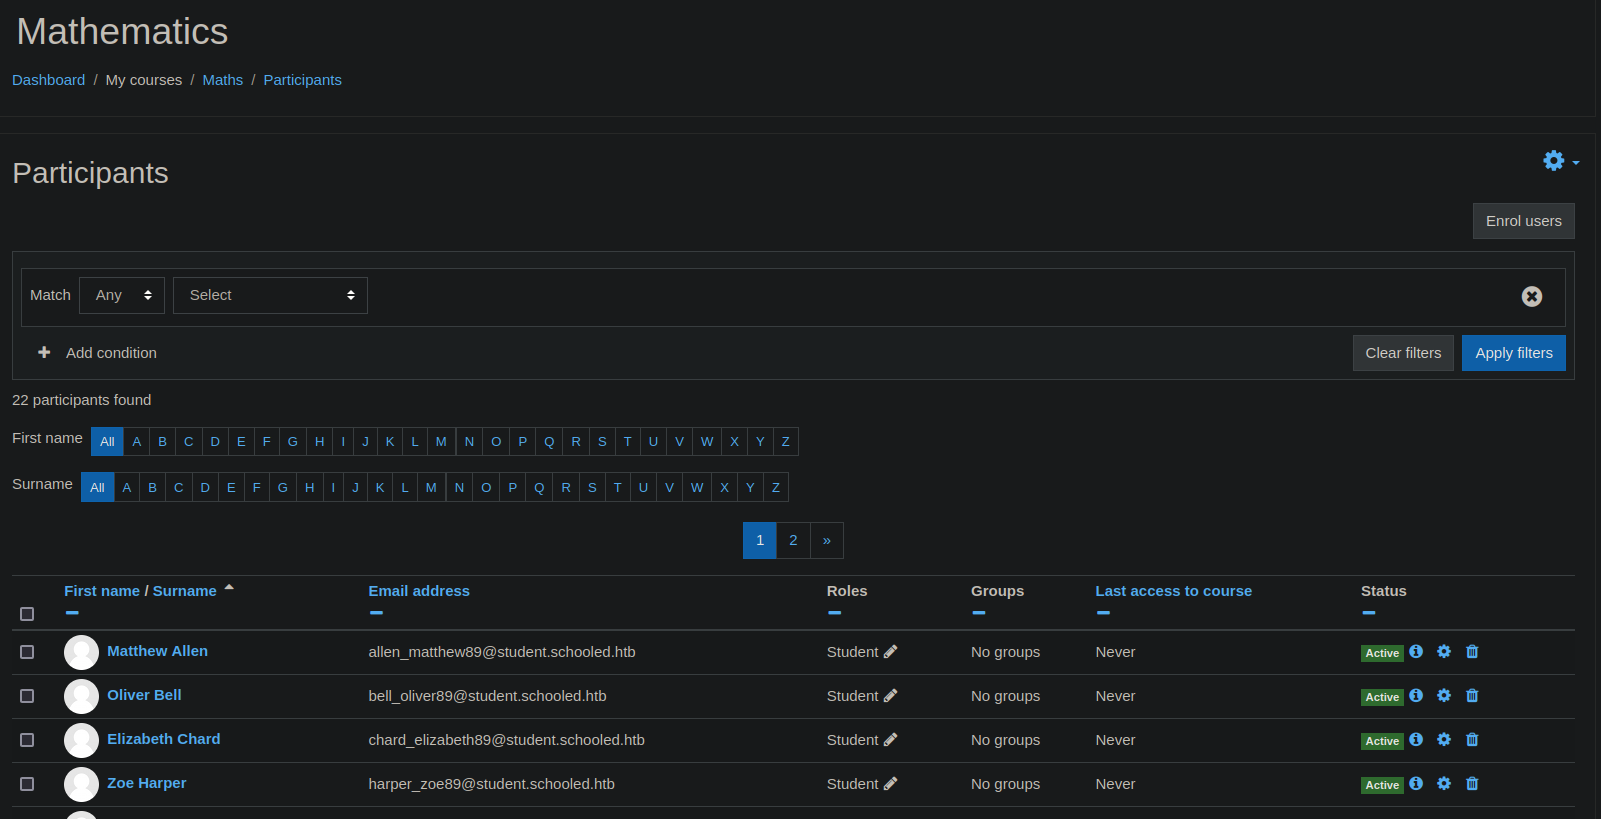 Mathematics
Dashboard / My courses / Maths / Participants
Participants
Enrol users
Match Any Select
Add condition Clear filters Apply filters
22 participants found
First name All A B C D E F G H I J K L M N O P Q R S T U V W X Y Z
Surname All A B C D E F G H I J K L M N O P Q R S T U V W X Y Z
1 2 »
First name / Surname Email address Roles Groups Last access to course Status
Matthew Allen allen_matthew89@student.schooled.htb Student No groups Never Active
Oliver Bell bell_oliver89@student.schooled.htb Student No groups Never Active
Elizabeth Chard chard_elizabeth89@student.schooled.htb Student No groups Never Active
Zoe Harper harper_zoe89@student.schooled.htb Student No groups Never Active